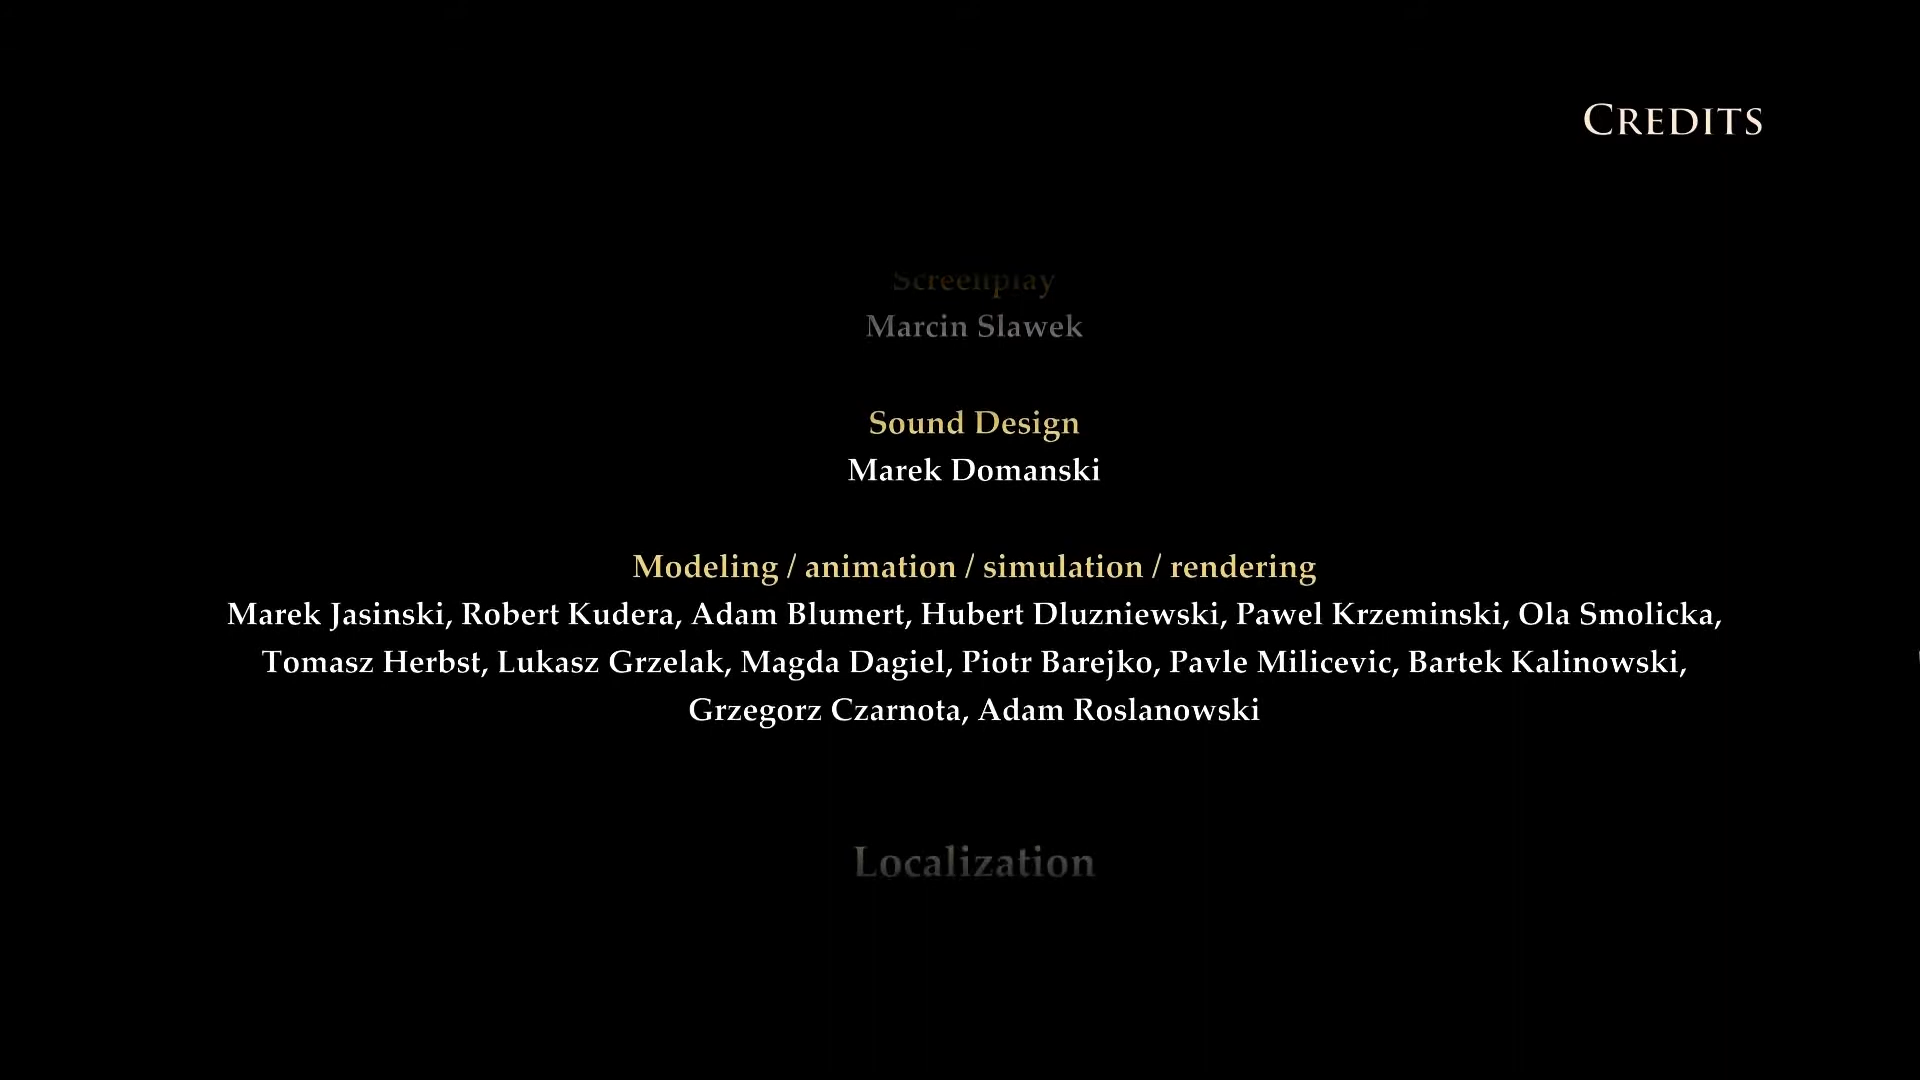 CREDITS
Screenplay
Marcin Slawek
Sound Design
Marek Domanski
Modeling / animation / simulation / rendering
Marek Jasinski, Robert Kudera, Adam Blumert, Hubert Dluzniewski, Pawel Krzeminski, Ola Smolicka,
Tomasz Herbst, Lukasz Grzelak, Magda Dagiel, Piotr Barejko, Pavle Milicevic, Bartek Kalinowski,
Grzegorz Czarnota, Adam Roslanowski
Localization